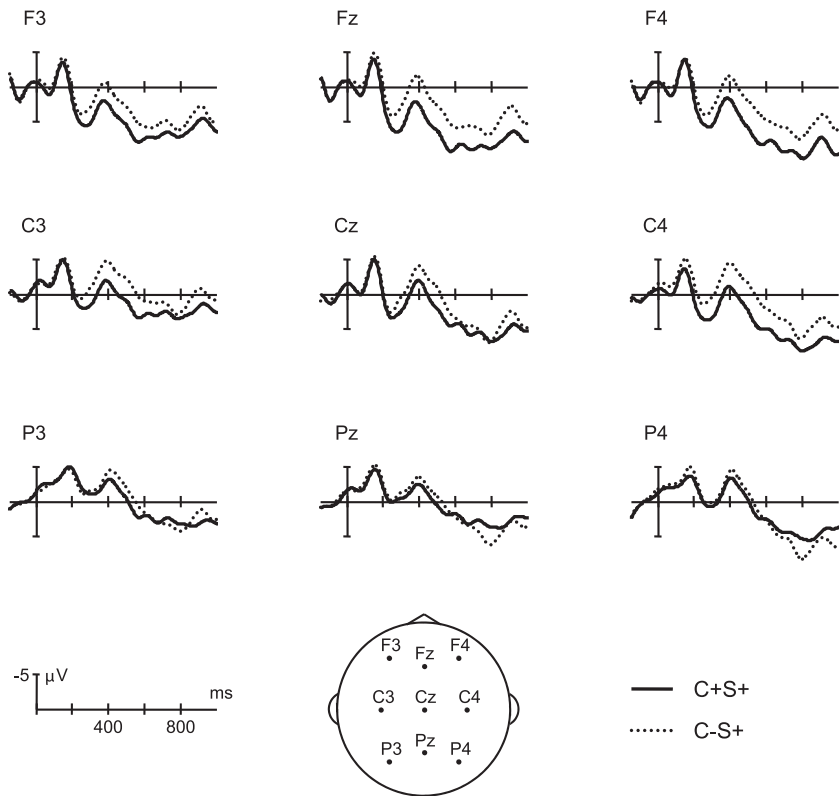 F3 Fz F4
C3 Cz C4
P3 Pz P4
-5 µV
ms
400 800
F3 Fz F4
C3 Cz C4
P3 Pz P4
C+S+
C-S+